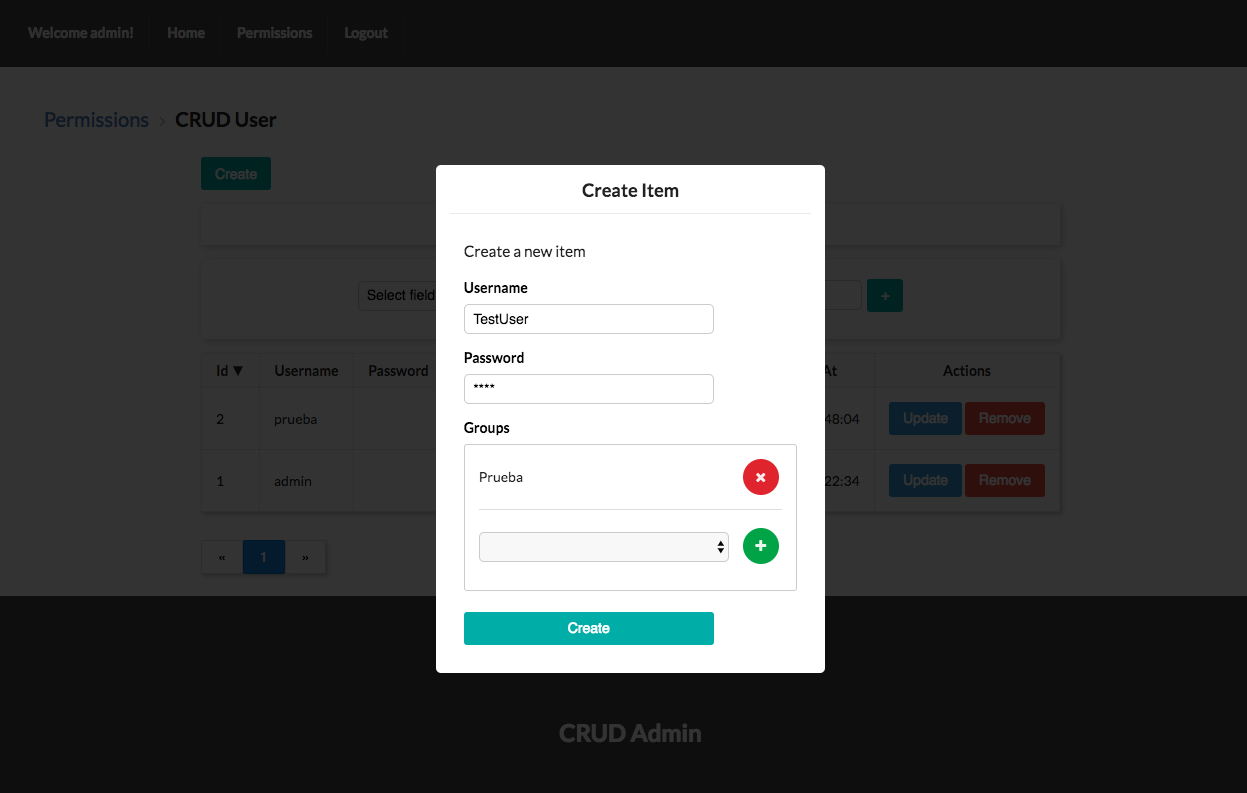 Welcome admin! Home Permissions Logout
Permissions › CRUD User
Create
Create Item
Create a new item
Username
TestUser
Password
****
Groups
Prueba
Create
Select field
+
Id ▼ Username Password At Actions
2 prueba 48:04 Update Remove
1 admin 22:34 Update Remove
« 1 »
CRUD Admin